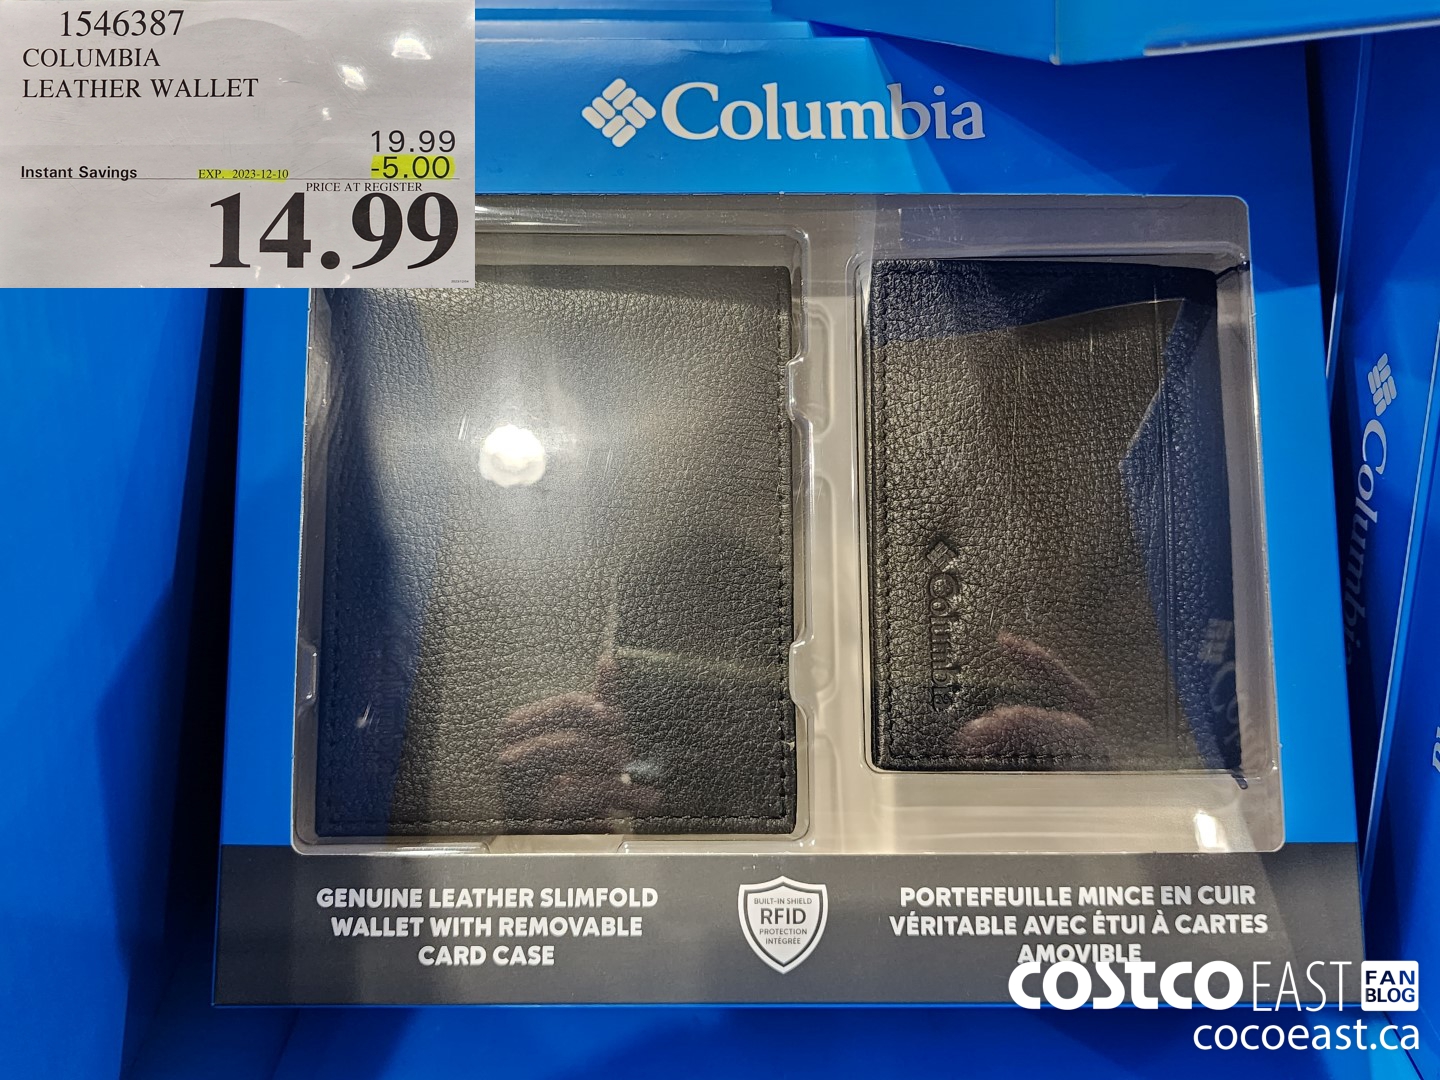 1546387
COLUMBIA
LEATHER WALLET
19.99
Instant Savings EXP. 2023-12-10 -5.00
PRICE AT REGISTER
14.99
Columbia
Columbia
Columbia
GENUINE LEATHER SLIMFOLD
WALLET WITH REMOVABLE
CARD CASE
BUILT-IN SHIELD
RFID
PROTECTION
INTÉGRÉE
PORTEFEUILLE MINCE EN CUIR
VÉRITABLE AVEC ÉTUI À CARTES
AMOVIBLE
COSTCO EAST FAN
BLOG
cocoeast.ca